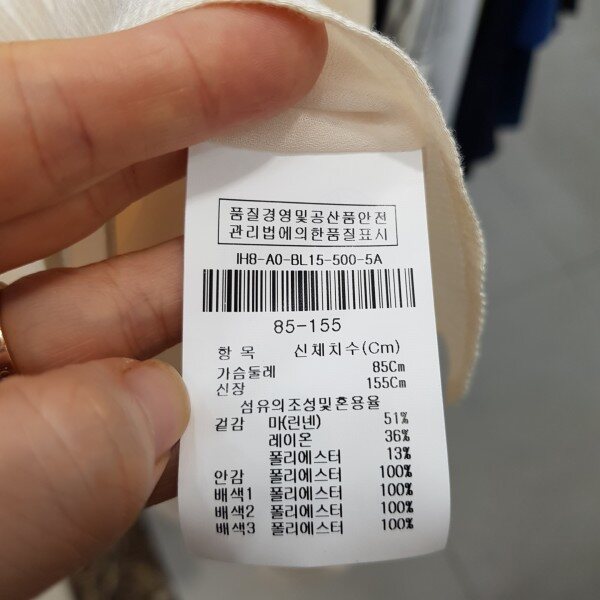 품질경영및공산품안전
관리법에의한품질표시
IH8-A0-BL15-500-5A
85-155
항 목 신체치수(Cm)
가슴둘레 85Cm
신장 155Cm
섬유의조성및혼용율
겉감 마(린넨) 51%
레이온 36%
폴리에스터 13%
안감 폴리에스터 100%
배색1 폴리에스터 100%
배색2 폴리에스터 100%
배색3 폴리에스터 100%